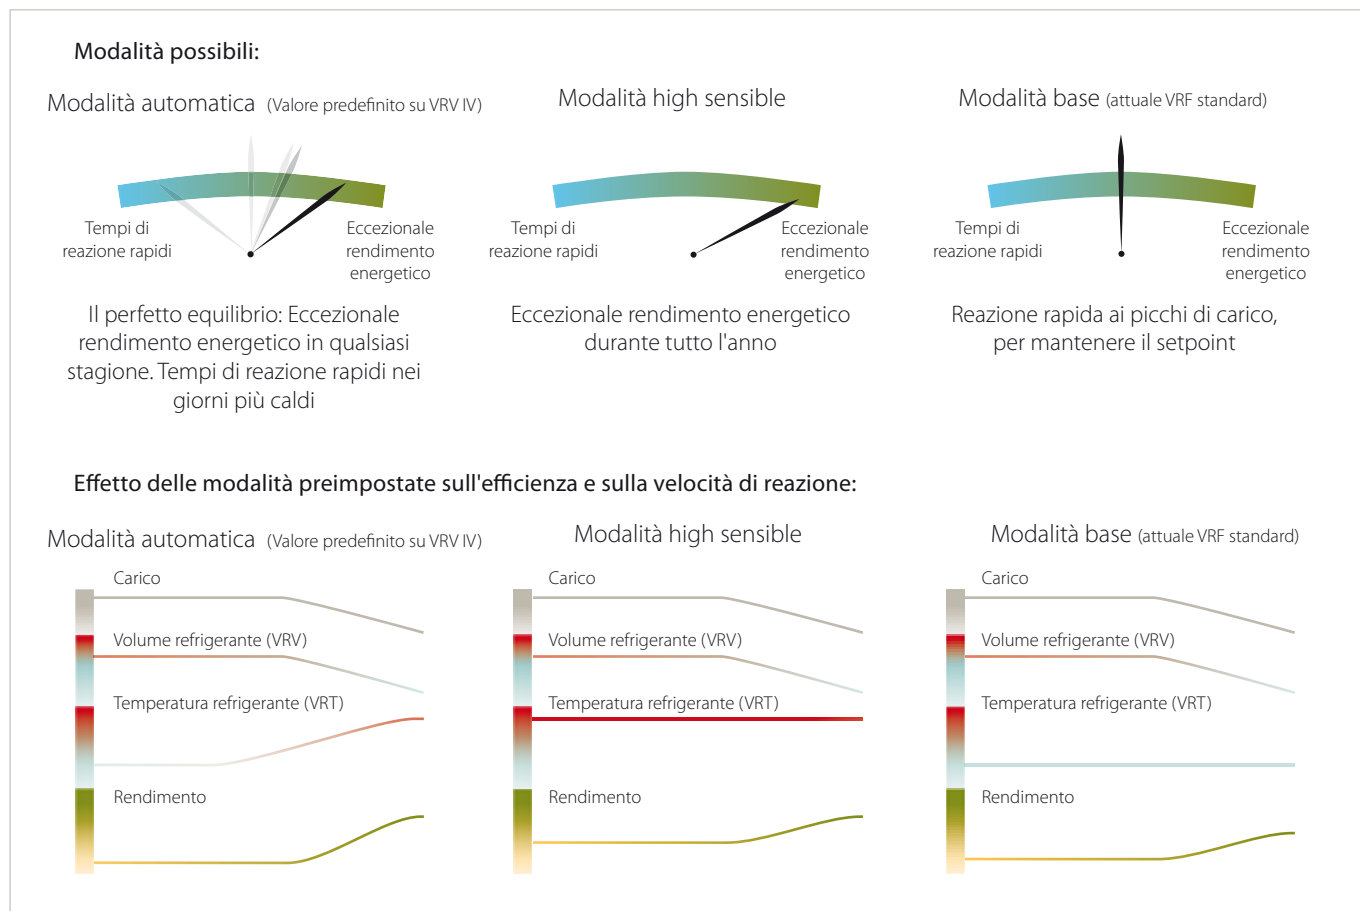 Modalità possibili:
Modalità automatica (Valore predefinito su VRV IV)
Tempi di
reazione rapidi
Eccezionale
rendimento
energetico
Il perfetto equilibrio: Eccezionale
rendimento energetico in qualsiasi
stagione. Tempi di reazione rapidi nei
giorni più caldi
Modalità high sensible
Tempi di
reazione rapidi
Eccezionale
rendimento
energetico
Eccezionale rendimento energetico
durante tutto l'anno
Modalità base (attuale VRF standard)
Tempi di
reazione rapidi
Eccezionale
rendimento
energetico
Reazione rapida ai picchi di carico,
per mantenere il setpoint
Effetto delle modalità preimpostate sull'efficienza e sulla velocità di reazione:
Modalità automatica (Valore predefinito su VRV IV)
Carico
Volume refrigerante (VRV)
Temperatura refrigerante (VRT)
Rendimento
Modalità high sensible
Carico
Volume refrigerante (VRV)
Temperatura refrigerante (VRT)
Rendimento
Modalità base (attuale VRF standard)
Carico
Volume refrigerante (VRV)
Temperatura refrigerante (VRT)
Rendimento